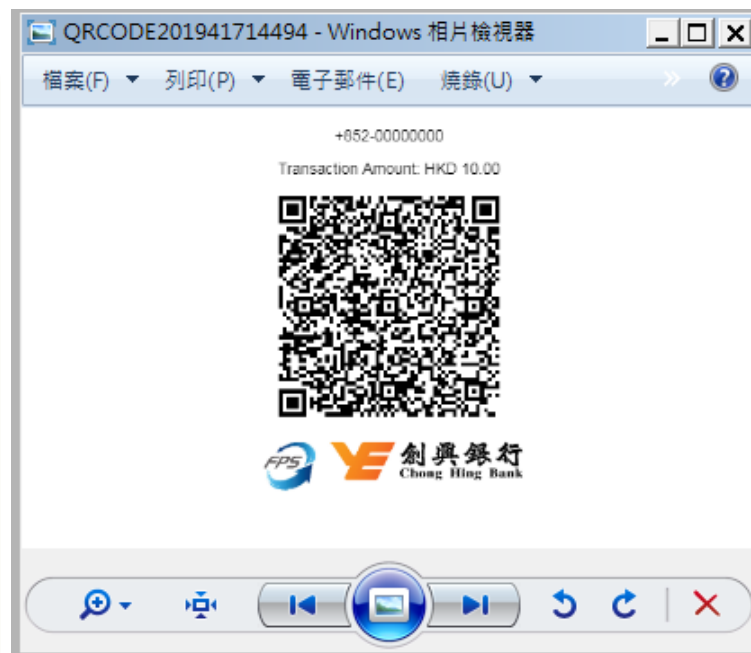 QRCODE201941714494 - Windows 相片檢視器
檔案(F) 列印(P) 電子郵件(E) 燒錄(U)
+852-00000000
Transaction Amount: HKD 10.00
FPS 創興銀行
Chong Hing Bank